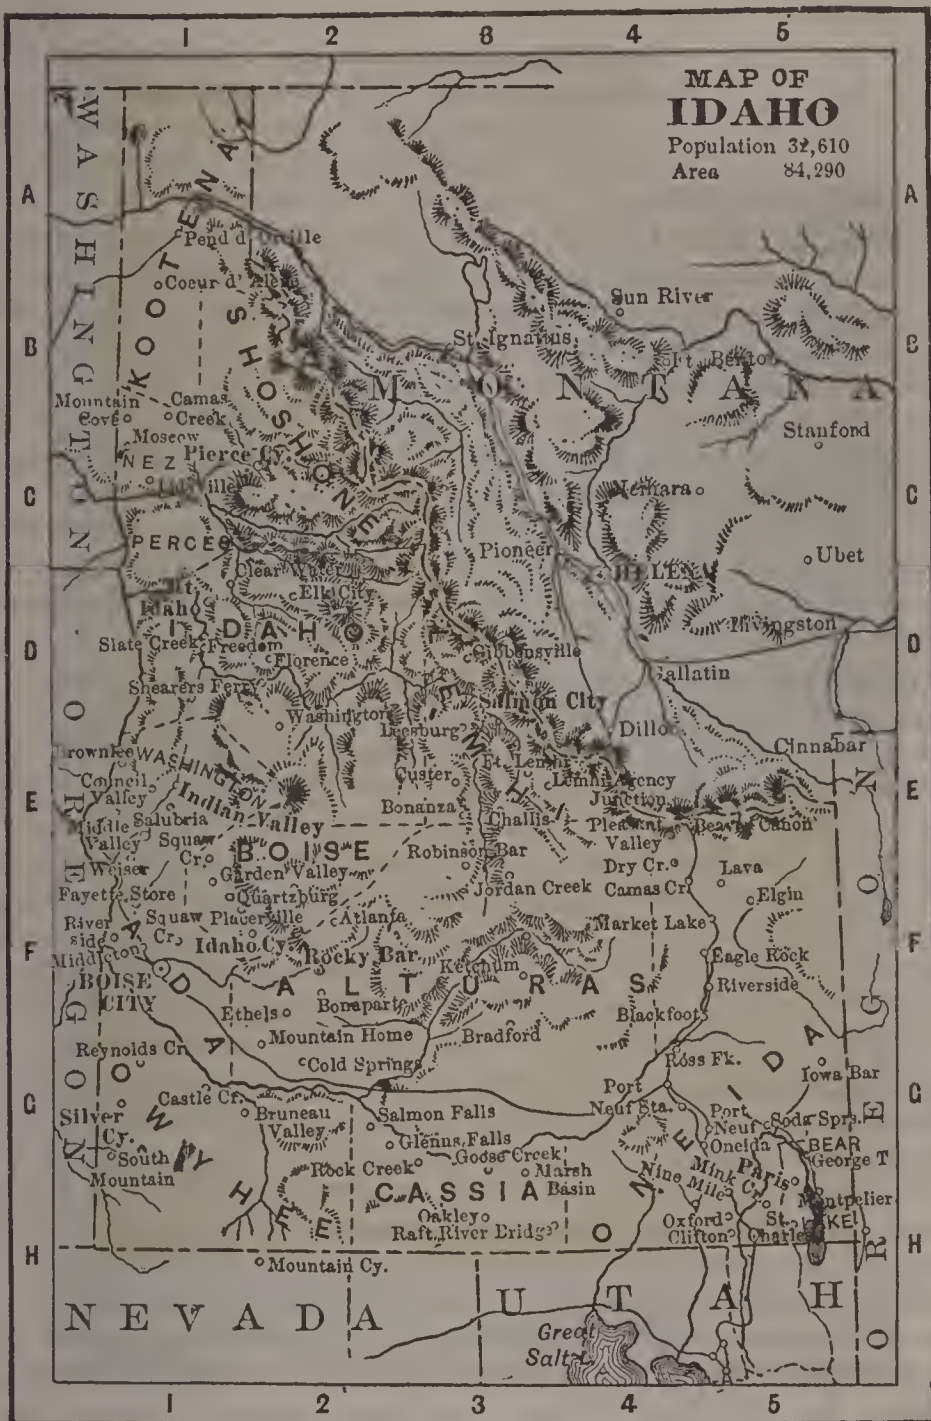 1 2 3 4 5
MAP OF
IDAHO
Population 32,610
Area 84,290
A
A
WASHINGTON
KOOTENAI
Pend d'Oreille
Coeur d'Alene
SHOSHONE
Sun River
St. Ignatius
B
B
Ft. Benton
MONTANA
Mountain
Cove
Camas
Creek
Stanford
Moscow
NEZ
Pierce Cy.
C
C
PERCES
Pioneer
HELENA
Ubet
Clear Water
Elk City
Mt.
Idaho
IDAHO
Slate Creek
Freedom
Florence
Livingston
D
D
Gibbonsville
Gallatin
Shearers Ferry
Salmon City
Washington
Leesburg
Dillon
LEMHI
Cinnabar
Brownlee
WASHINGTON
Ft. Lemhi
Council
Valley
Custer
Lemhi Agency
E
E
Indian Valley
Bonanza
Junction
Salubria
Challis
Middle
Valley
Squaw
Cr.
Pleasant
Valley
Beaver Canon
OREGON
BOISE
Robinson Bar
Dry Cr.
Lava
Weiser
Garden Valley
Jordan Creek
Camas Cr.
Elgin
Fayette Store
Quartzburg
River
side
Squaw
Cr.
Placerville
Atlanta
Market Lake
F
F
Middleton
Idaho Cy.
Rocky Bar
Ketchum
Eagle Rock
BOISE
CITY
ADA
ALTURAS
Riverside
Bonaparte
Ethels
Blackfoot
Mountain Home
Bradford
Reynolds Cr.
Cold Springs
Ross Fk.
Iowa Bar
G
G
Castle Cr.
Port
Neuf Sta.
Silver
Cy.
Bruneau
Valley
Salmon Falls
Port
Neuf
Soda Sprs.
OWYHEE
Glenns Falls
Oneida
BEAR
South
Mountain
Goose Creek
George T
Rock Creek
Marsh
Basin
Nine Mile
Mink
Cr.
Paris
CASSIA
Montpelier
Oakley
Oxford
St.
Charles
LAKE
Raft River Bridg
Clifton
ONEIDA
H
H
Mountain Cy.
NEVADA
UTAH
Great
Salt
1 2 3 4 5